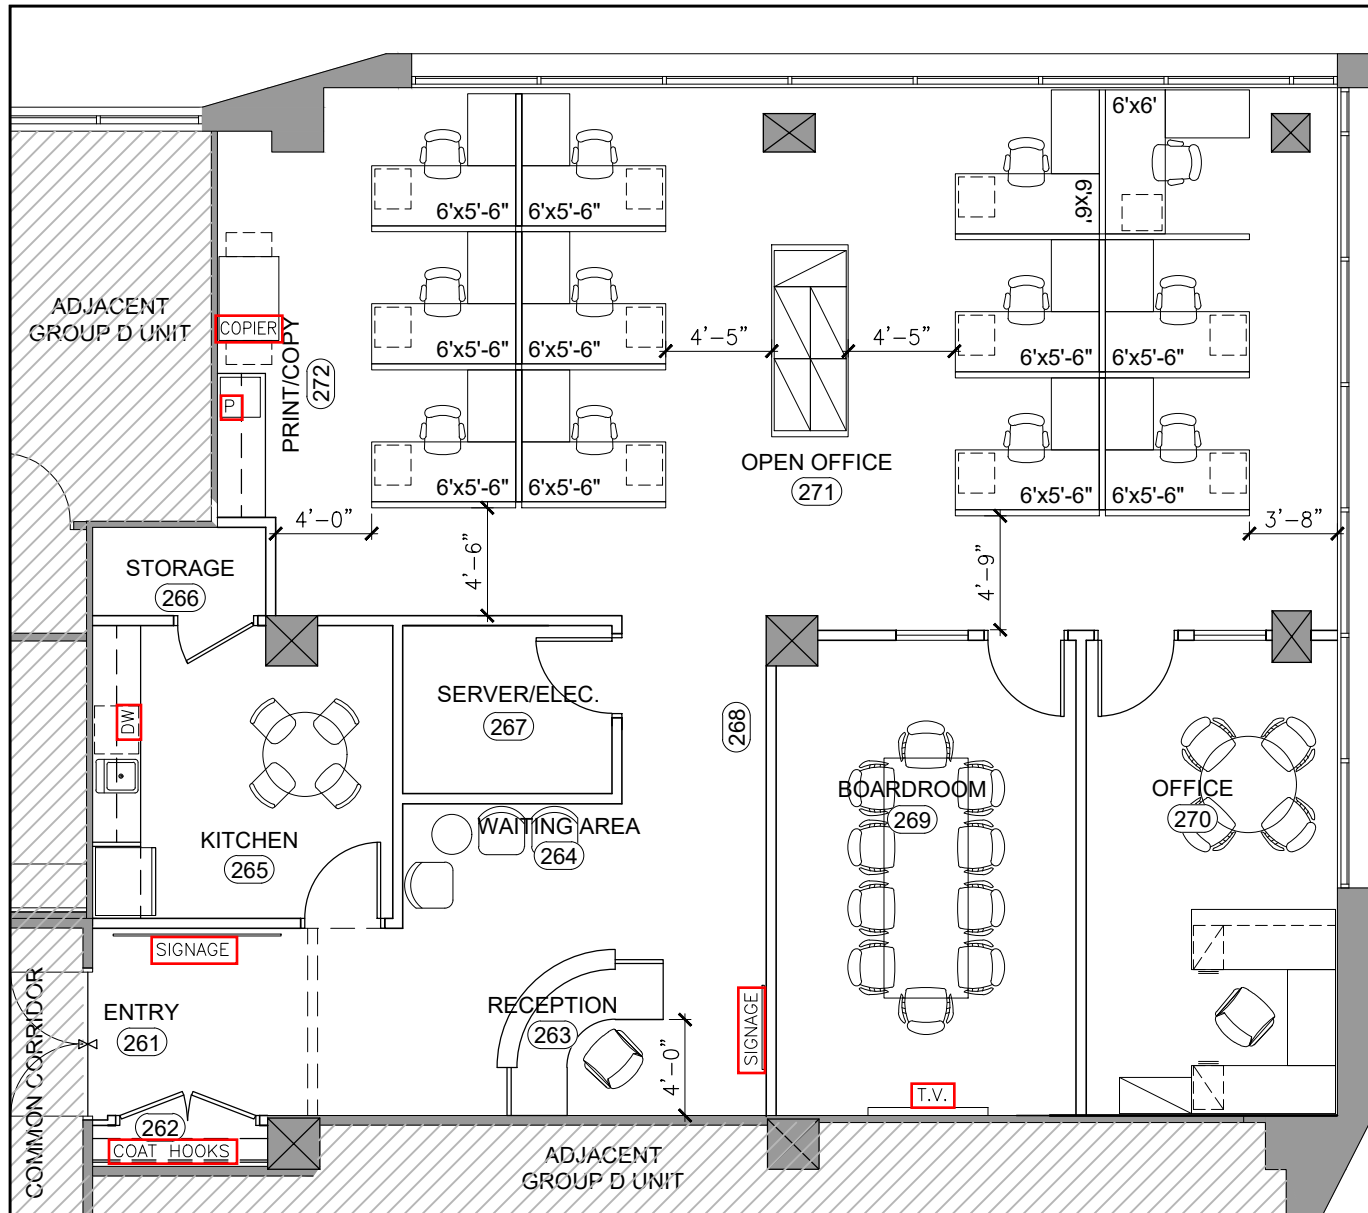 6'x6'
6'x6'
6'x5'-6"
6'x5'-6"
ADJACENT
GROUP D UNIT
COPIER
PRINT/COPY
272
6'x5'-6"
6'x5'-6"
4'-5"
4'-5"
6'x5'-6"
6'x5'-6"
P
OPEN OFFICE
271
6'x5'-6"
6'x5'-6"
6'x5'-6"
6'x5'-6"
4'-0"
3'-8"
4'-6"
4'-9"
STORAGE
266
SERVER/ELEC.
267
268
DW
BOARDROOM
269
OFFICE
270
KITCHEN
265
WAITING AREA
264
SIGNAGE
ENTRY
261
RECEPTION
263
SIGNAGE
4'-0"
COMMON CORRIDOR
T.V.
262
COAT HOOKS
ADJACENT
GROUP D UNIT